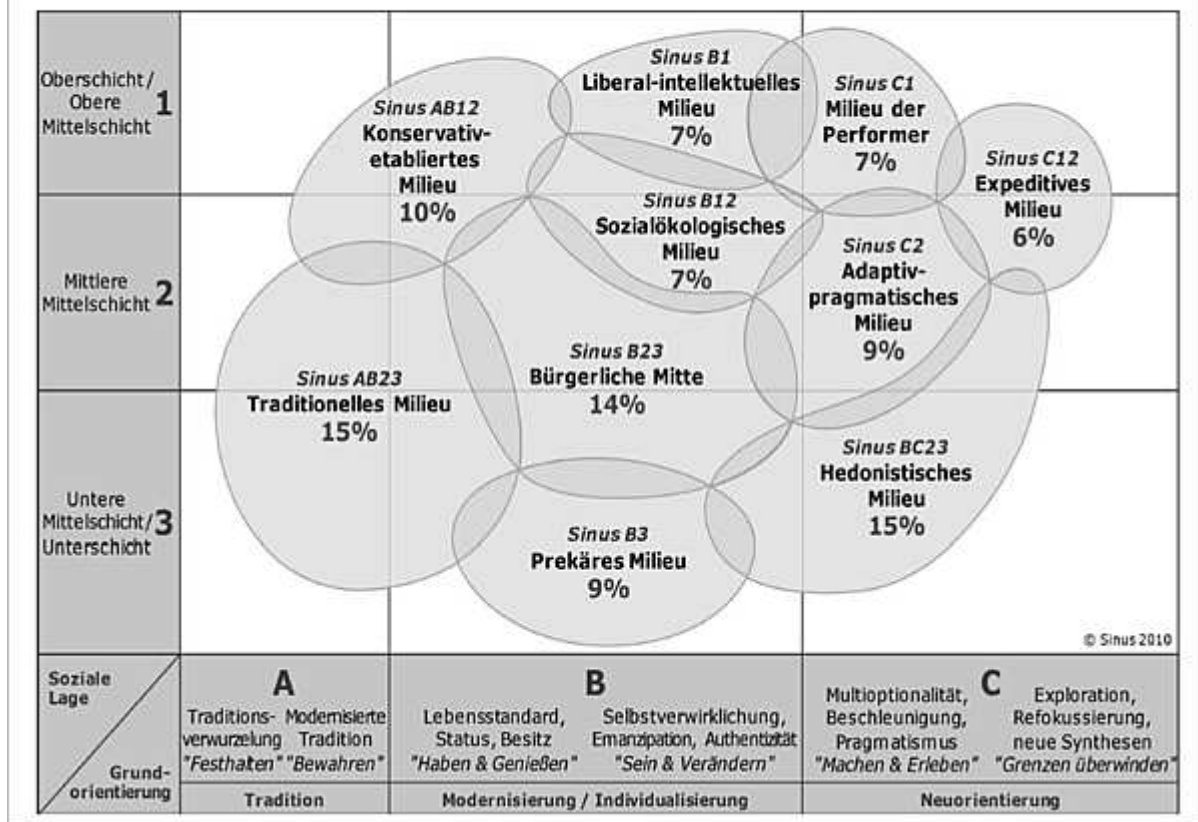 Oberschicht /
Obere
Mittelschicht
1
Mittlere
Mittelschicht
2
Untere
Mittelschicht/
Unterschicht
3
Sinus AB12
Konservativ-
etabliertes
Milieu
10%
Sinus B1
Liberal-intellektuelles
Milieu
7%
Sinus C1
Milieu der
Performer
7%
Sinus C12
Expeditives
Milieu
6%
Sinus B12
Sozialökologisches
Milieu
7%
Sinus C2
Adaptiv-
pragmatisches
Milieu
9%
Sinus AB23
Traditionelles Milieu
15%
Sinus B23
Bürgerliche Mitte
14%
Sinus BC23
Hedonistisches
Milieu
15%
Sinus B3
Prekäres Milieu
9%
© Sinus 2010
Soziale
Lage
Grund-
orientierung
A
Traditions-
verwurzelung
"Festhalten"
Modernisierte
Tradition
"Bewahren"
Tradition
B
Lebensstandard,
Status, Besitz
"Haben & Genießen"
Selbstverwirklichung,
Emanzipation, Authentizität
"Sein & Verändern"
Modernisierung / Individualisierung
C
Multioptionalität,
Beschleunigung,
Pragmatismus
"Machen & Erleben"
Exploration,
Refokussierung,
neue Synthesen
"Grenzen überwinden"
Neuorientierung